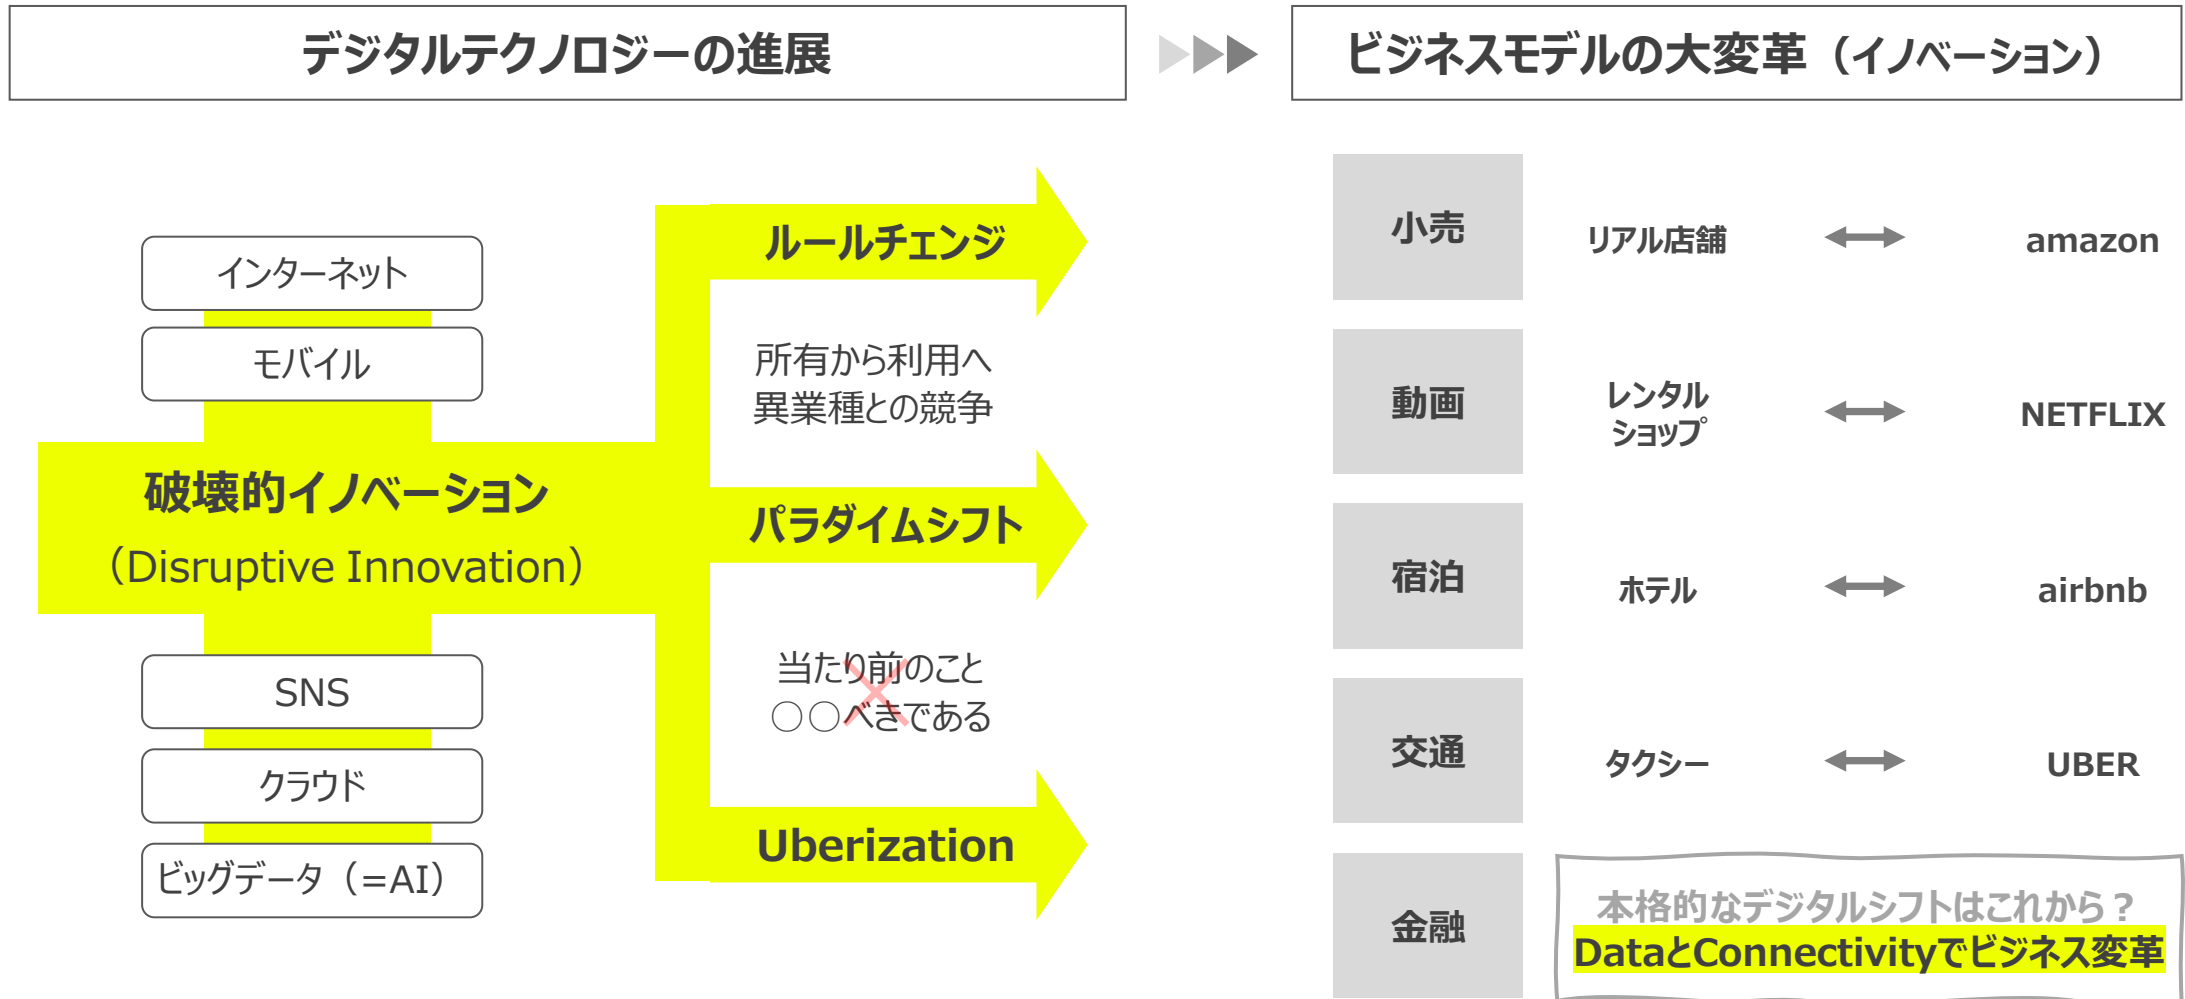 デジタルテクノロジーの進展
ビジネスモデルの大変革（イノベーション）
インターネット
モバイル
破壊的イノベーション
（Disruptive Innovation）
SNS
クラウド
ビッグデータ（=AI）
ルールチェンジ
所有から利用へ
異業種との競争
パラダイムシフト
当たり前のこと
○○べきである
Uberization
小売
リアル店舗
amazon
動画
レンタル
ショップ
NETFLIX
宿泊
ホテル
airbnb
交通
タクシー
UBER
金融
本格的なデジタルシフトはこれから？
DataとConnectivityでビジネス変革